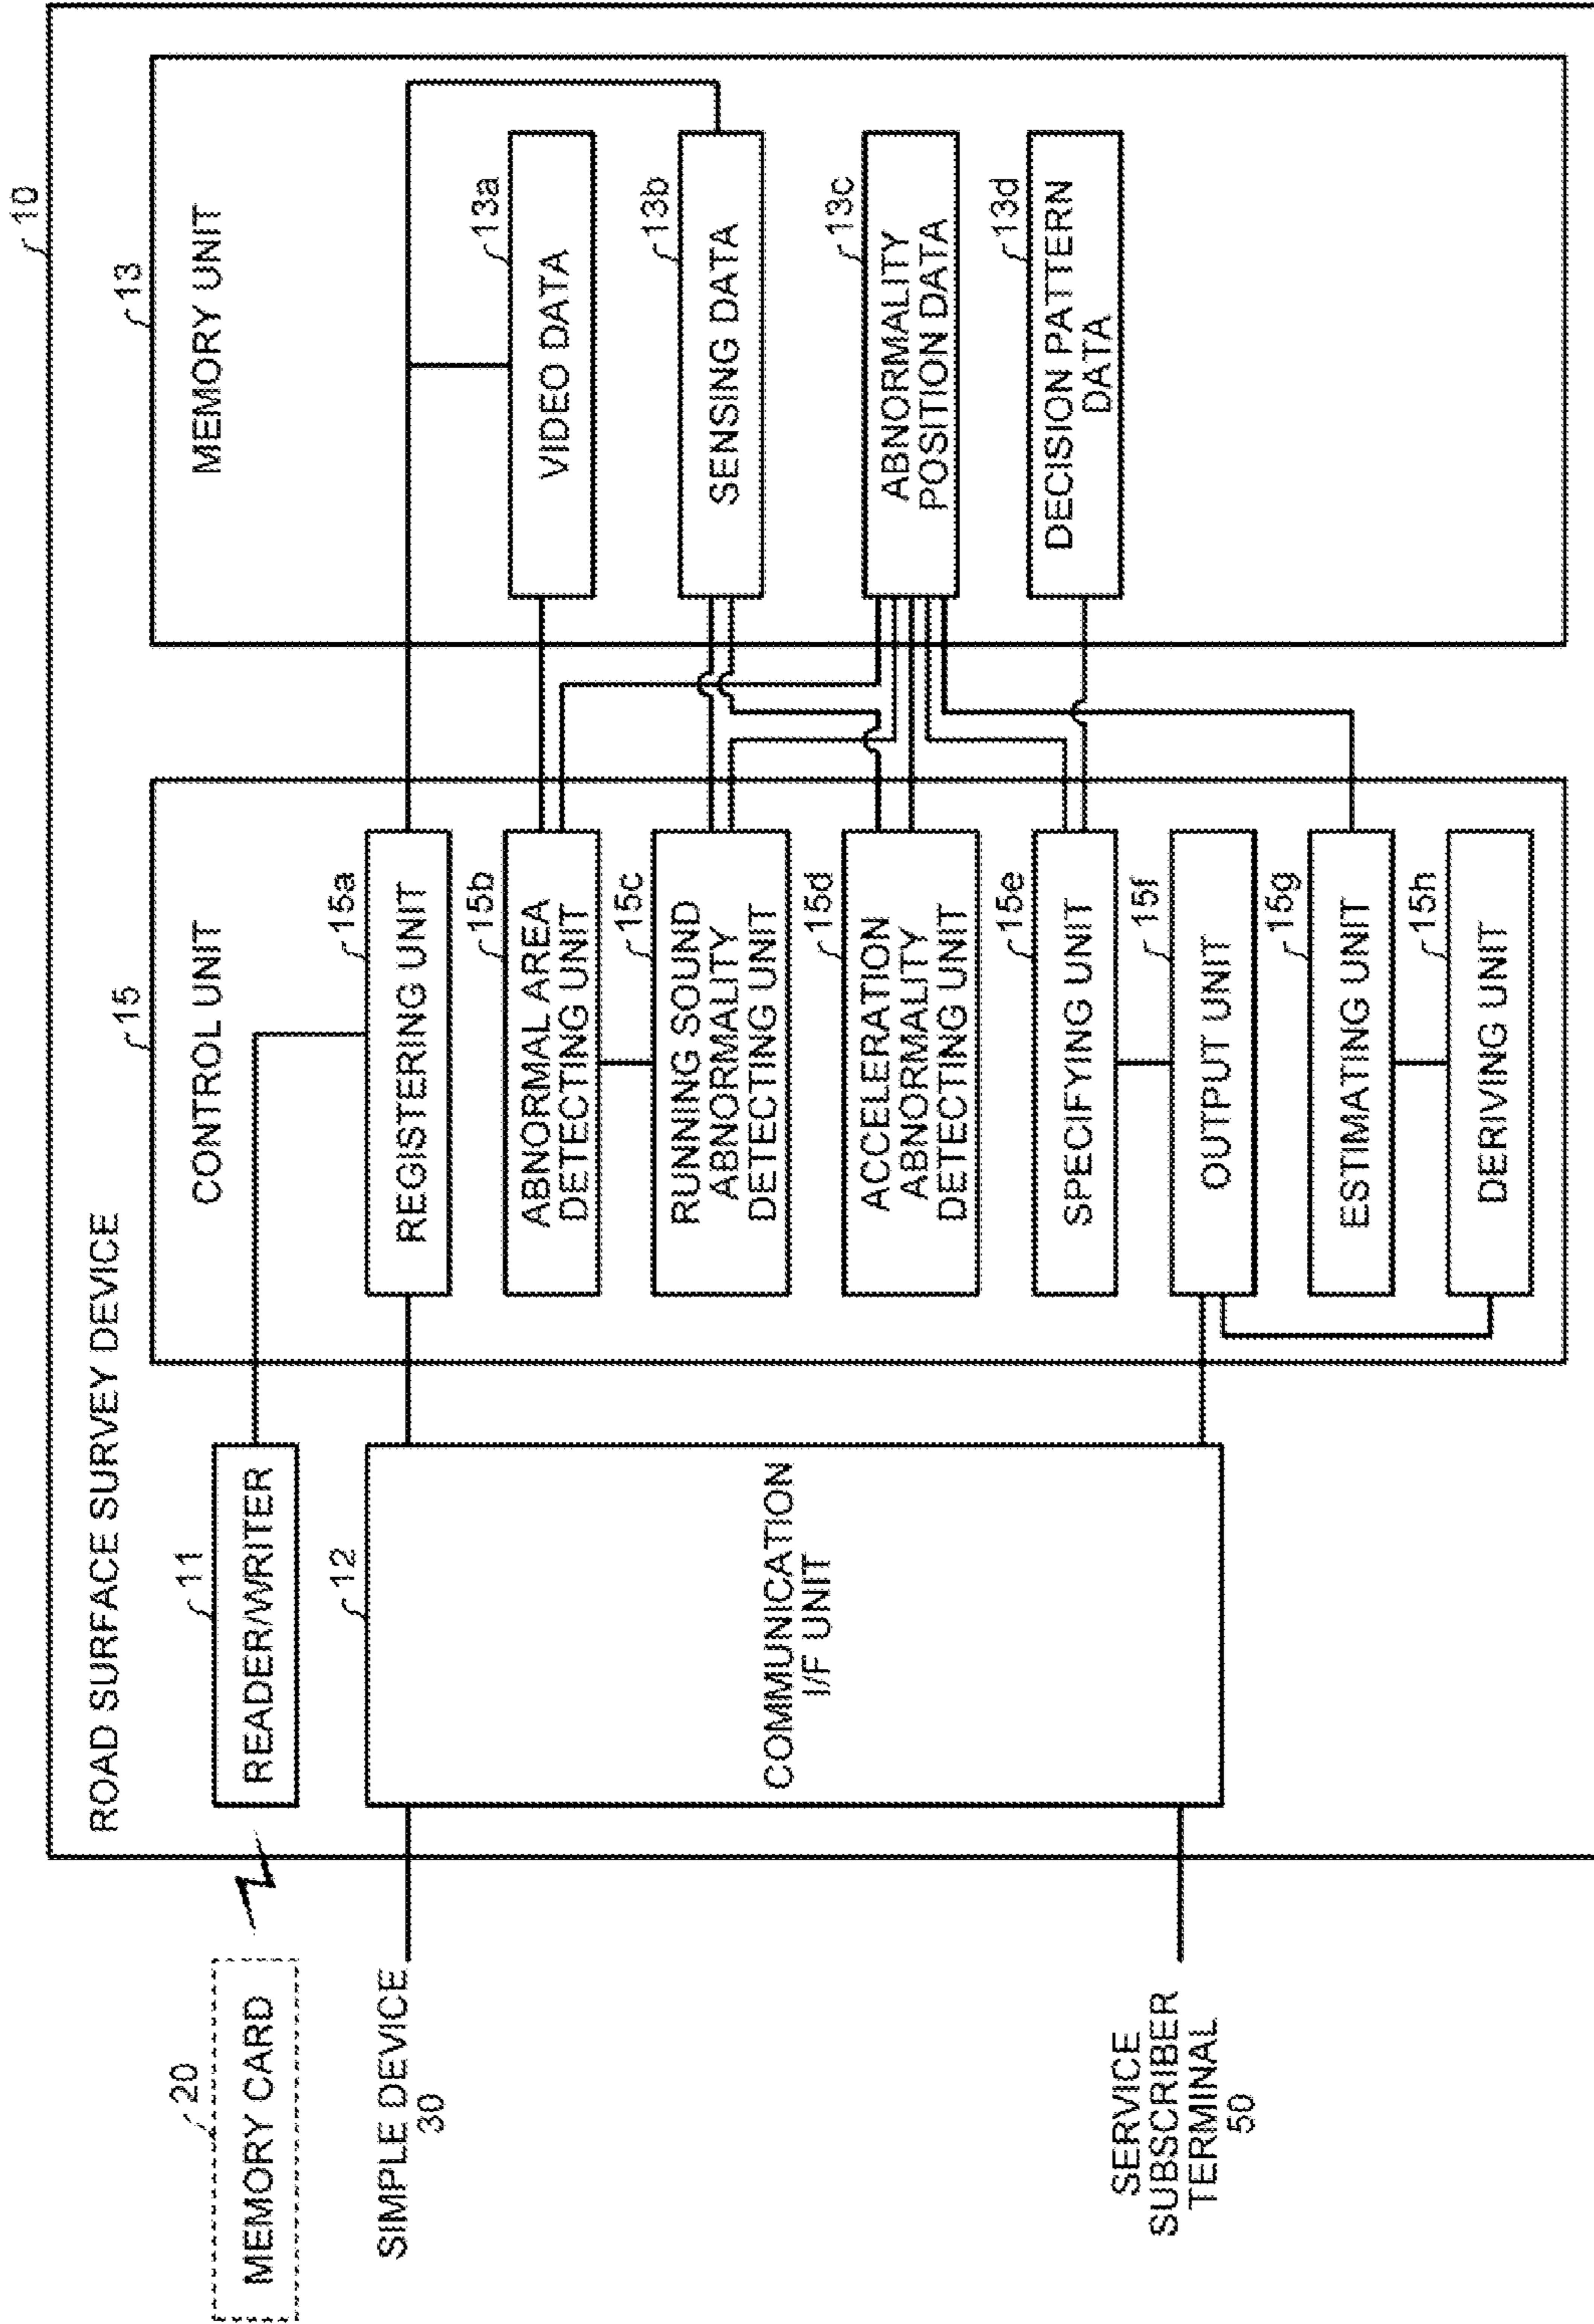 10
ROAD SURFACE SURVEY DEVICE
20
MEMORY CARD
11
READER/WRITER
SIMPLE DEVICE
30
12
COMMUNICATION
I/F UNIT
SERVICE
SUBSCRIBER
TERMINAL
50
15
CONTROL UNIT
15a
REGISTERING UNIT
15b
ABNORMAL AREA
DETECTING UNIT
15c
RUNNING SOUND
ABNORMALITY
DETECTING UNIT
15d
ACCELERATION
ABNORMALITY
DETECTING UNIT
15e
SPECIFYING UNIT
15f
OUTPUT UNIT
15g
ESTIMATING UNIT
15h
DERIVING UNIT
13
MEMORY UNIT
13a
VIDEO DATA
13b
SENSING DATA
13c
ABNORMALITY
POSITION DATA
13d
DECISION PATTERN
DATA